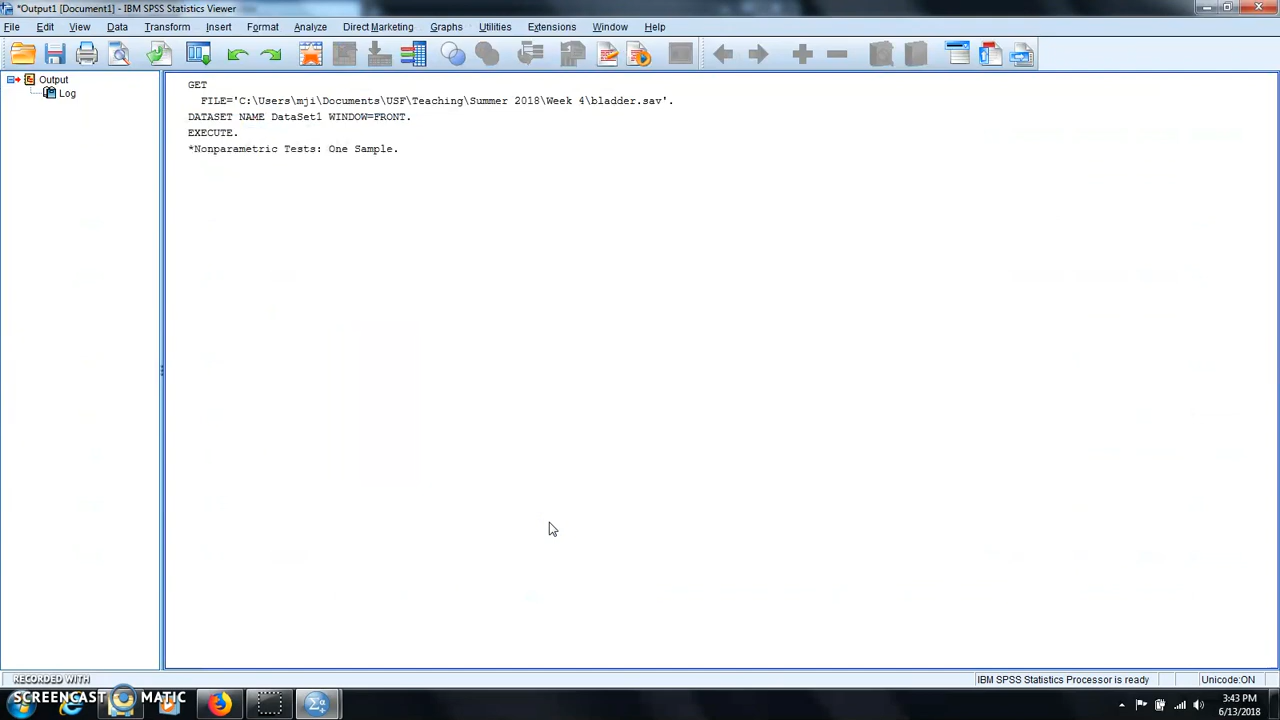 *Output1 [Document1] - IBM SPSS Statistics Viewer
File Edit View Data Transform Insert Format Analyze Direct Marketing Graphs Utilities Extensions Window Help
Output
Log
GET
FILE='C:\Users\mji\Documents\USF\Teaching\Summer 2018\Week 4\bladder.sav'.
DATASET NAME DataSet1 WINDOW=FRONT.
EXECUTE.
*Nonparametric Tests: One Sample.
IBM SPSS Statistics Processor is ready Unicode:ON
RECORDED WITH
SCREENCAST MATIC
3:43 PM
6/13/2018